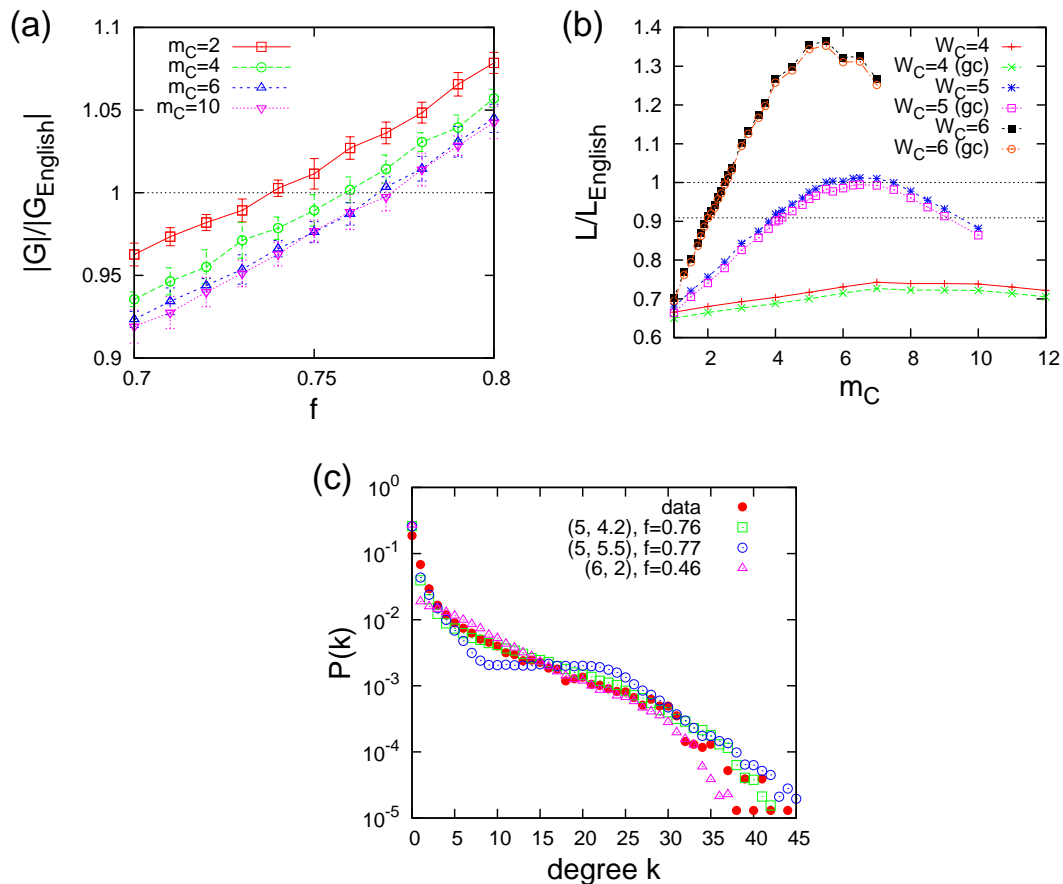 (a)
1.1
1.05
1
0.95
0.9
|G|/|G_English|
m_C=2
m_C=4
m_C=6
m_C=10
0.7
0.75
0.8
f
(b)
1.4
1.3
1.2
1.1
1
0.9
0.8
0.7
0.6
L/L_English
W_C=4
W_C=4 (gc)
W_C=5
W_C=5 (gc)
W_C=6
W_C=6 (gc)
2
4
6
8
10
12
m_C
(c)
10^0
10^-1
10^-2
10^-3
10^-4
10^-5
P(k)
data
(5, 4.2), f=0.76
(5, 5.5), f=0.77
(6, 2), f=0.46
0
5
10
15
20
25
30
35
40
45
degree k